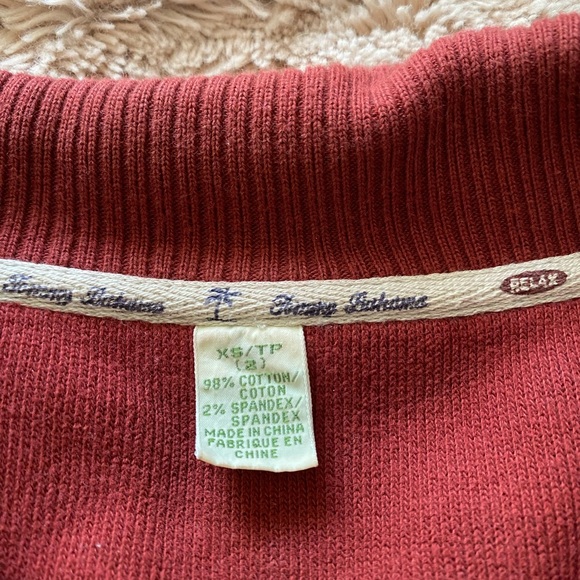 Tommy Bahama Tommy Bahama RELAX
XS/TP
(2)
98% COTTON/
COTON
2% SPANDEX/
SPANDEX
MADE IN CHINA
FABRIQUE EN
CHINE